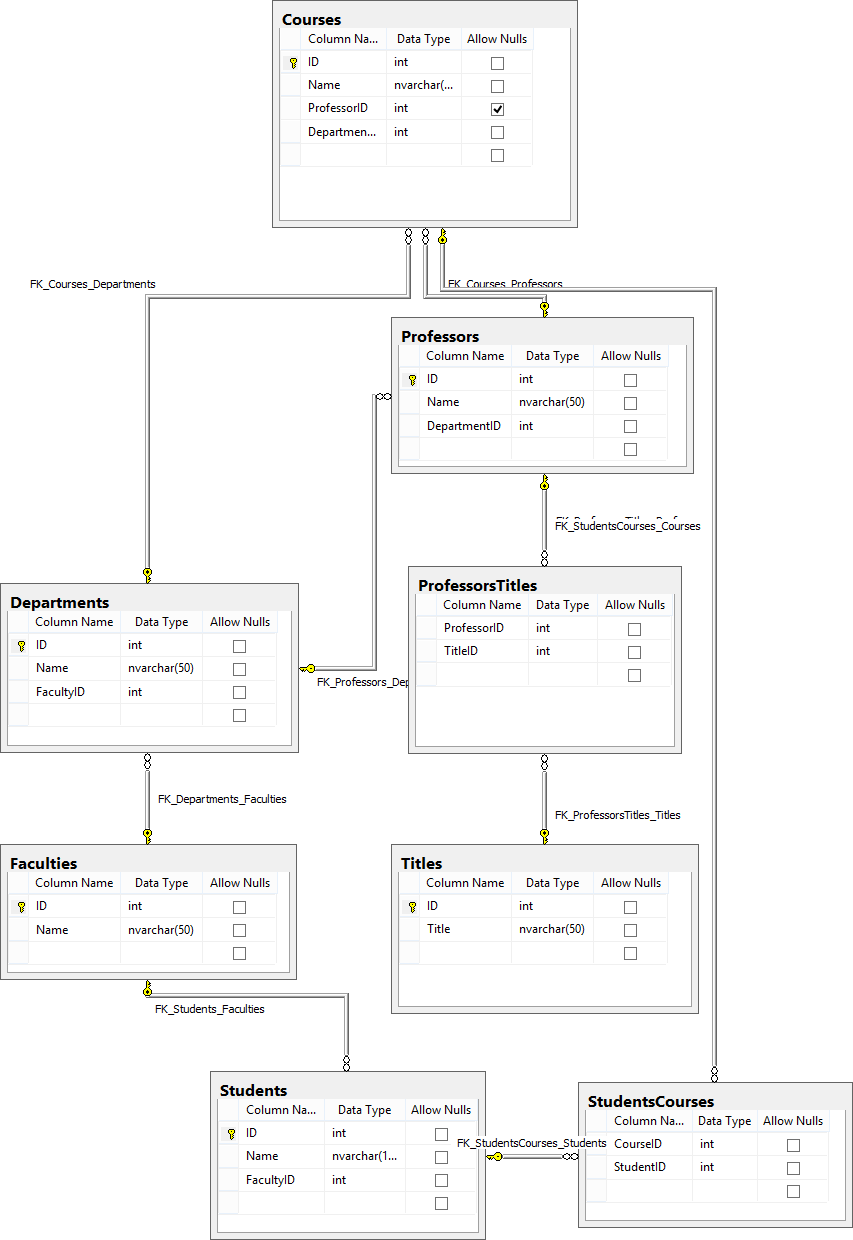 Courses
Column Na... Data Type Allow Nulls
ID int
Name nvarchar(...
ProfessorID int
Departmen... int
FK_Courses_Departments
FK_Courses_Professors
Professors
Column Name Data Type Allow Nulls
ID int
Name nvarchar(50)
DepartmentID int
FK_StudentsCourses_Courses
ProfessorsTitles
Column Name Data Type Allow Nulls
ProfessorID int
TitleID int
Departments
Column Name Data Type Allow Nulls
ID int
Name nvarchar(50)
FacultyID int
FK_Professors_Dep
FK_Departments_Faculties
FK_ProfessorsTitles_Titles
Faculties
Column Name Data Type Allow Nulls
ID int
Name nvarchar(50)
Titles
Column Name Data Type Allow Nulls
ID int
Title nvarchar(50)
FK_Students_Faculties
Students
Column Na... Data Type Allow Nulls
ID int
Name nvarchar(1...
FacultyID int
FK_StudentsCourses_Students
StudentsCourses
Column Na... Data Type Allow Nulls
CourseID int
StudentID int